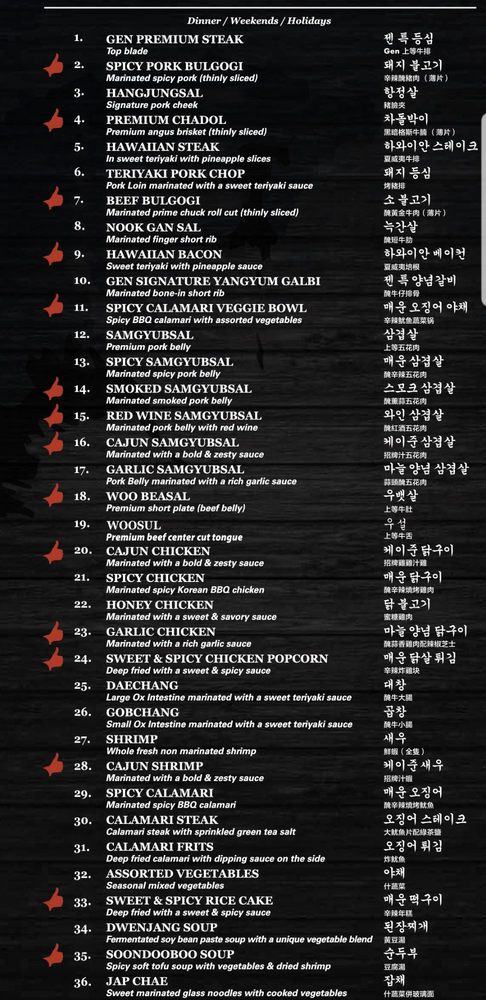 Dinner / Weekends / Holidays
1. GEN PREMIUM STEAK 젠 특 등심
Top blade Gen 上等牛排
2. SPICY PORK BULGOGI 돼지 불고기
Marinated spicy pork (thinly sliced) 辛辣醃豬肉（薄片）
3. HANGJUNGSAL 항정살
Signature pork cheek 豬臉夾
4. PREMIUM CHADOL 차돌박이
Premium angus brisket (thinly sliced) 黑暗格斯牛腩（薄片）
5. HAWAIIAN STEAK 하와이안 스테이크
In sweet teriyaki with pineapple slices 夏威夷牛排
6. TERIYAKI PORK CHOP 돼지 등심
Pork Loin marinated with a sweet teriyaki sauce 烤豬排
7. BEEF BULGOGI 소 불고기
Marinated prime chuck roll cut (thinly sliced) 醃黃金牛肉（薄片）
8. NOOK GAN SAL 늑간살
Marinated finger short rib 醃短牛肋
9. HAWAIIAN BACON 하와이안 베이컨
Sweet teriyaki with pineapple sauce 夏威夷培根
10. GEN SIGNATURE YANGYUM GALBI 젠 특 양념갈비
Marinated bone-in short rib 醃牛仔排骨
11. SPICY CALAMARI VEGGIE BOWL 매운 오징어 야채
Spicy BBQ calamari with assorted vegetables 辛辣魷魚蔬菜锅
12. SAMGYUBSAL 삼겹살
Premium pork belly 上等五花肉
13. SPICY SAMGYUBSAL 매운 삼겹살
Marinated spicy pork belly 醃辛辣五花肉
14. SMOKED SAMGYUBSAL 스모크 삼겹살
Marinated smoked pork belly 醃薰蒜五花肉
15. RED WINE SAMGYUBSAL 와인 삼겹살
Marinated pork belly with red wine 醃紅酒五花肉
16. CAJUN SAMGYUBSAL 케이준 삼겹살
Marinated with a bold & zesty sauce 招牌汁五花肉
17. GARLIC SAMGYUBSAL 마늘 양념 삼겹살
Pork Belly marinated with a rich garlic sauce 蒜頭醃五花肉
18. WOO BEASAL 우뱃살
Premium short plate (beef belly) 上等牛肚
19. WOOSUL 우설
Premium beef center cut tongue 上等牛舌
20. CAJUN CHICKEN 케이준 닭구이
Marinated with a bold & zesty sauce 招牌雞雞汁雞
21. SPICY CHICKEN 매운 닭구이
Marinated spicy Korean BBQ chicken 醃辛辣燒烤雞肉
22. HONEY CHICKEN 닭 불고기
Marinated with a sweet & savory sauce 蜜糖雞肉
23. GARLIC CHICKEN 마늘 양념 닭구이
Marinated with a rich garlic sauce 醃蒜香雞肉配辣椒芝士
24. SWEET & SPICY CHICKEN POPCORN 매운 닭살 튀김
Deep fried with a sweet & spicy sauce 辛辣炸雞块
25. DAECHANG 대창
Large Ox Intestine marinated with a sweet teriyaki sauce 醃牛大腸
26. GOBCHANG 곱창
Small Ox Intestine marinated with a sweet teriyaki sauce 醃牛小腸
27. SHRIMP 새우
Whole fresh non marinated shrimp 鮮蝦（全隻）
28. CAJUN SHRIMP 케이준 새우
Marinated with a bold & zesty sauce 招牌汁蝦
29. SPICY CALAMARI 매운 오징어
Marinated spicy BBQ calamari 醃辛辣燒烤魷魚
30. CALAMARI STEAK 오징어 스테이크
Calamari steak with sprinkled green tea salt 大魷魚片配綠茶鹽
31. CALAMARI FRITS 오징어 튀김
Deep fried calamari with dipping sauce on the side 炸魷魚
32. ASSORTED VEGETABLES 야채
Seasonal mixed vegetables 什蔬菜
33. SWEET & SPICY RICE CAKE 매운 떡구이
Deep fried with a sweet & spicy sauce 辛辣年糕
34. DWENJANG SOUP 된장찌개
Fermentated soy bean paste soup with a unique vegetable blend 黄豆湯
35. SOONDOOBOO SOUP 순두부
Spicy soft tofu soup with vegetables & dried shrimp 豆腐湯
36. JAP CHAE 잡채
Sweet marinated glass noodles with cooked vegetables 什蔬菜併玻璃面